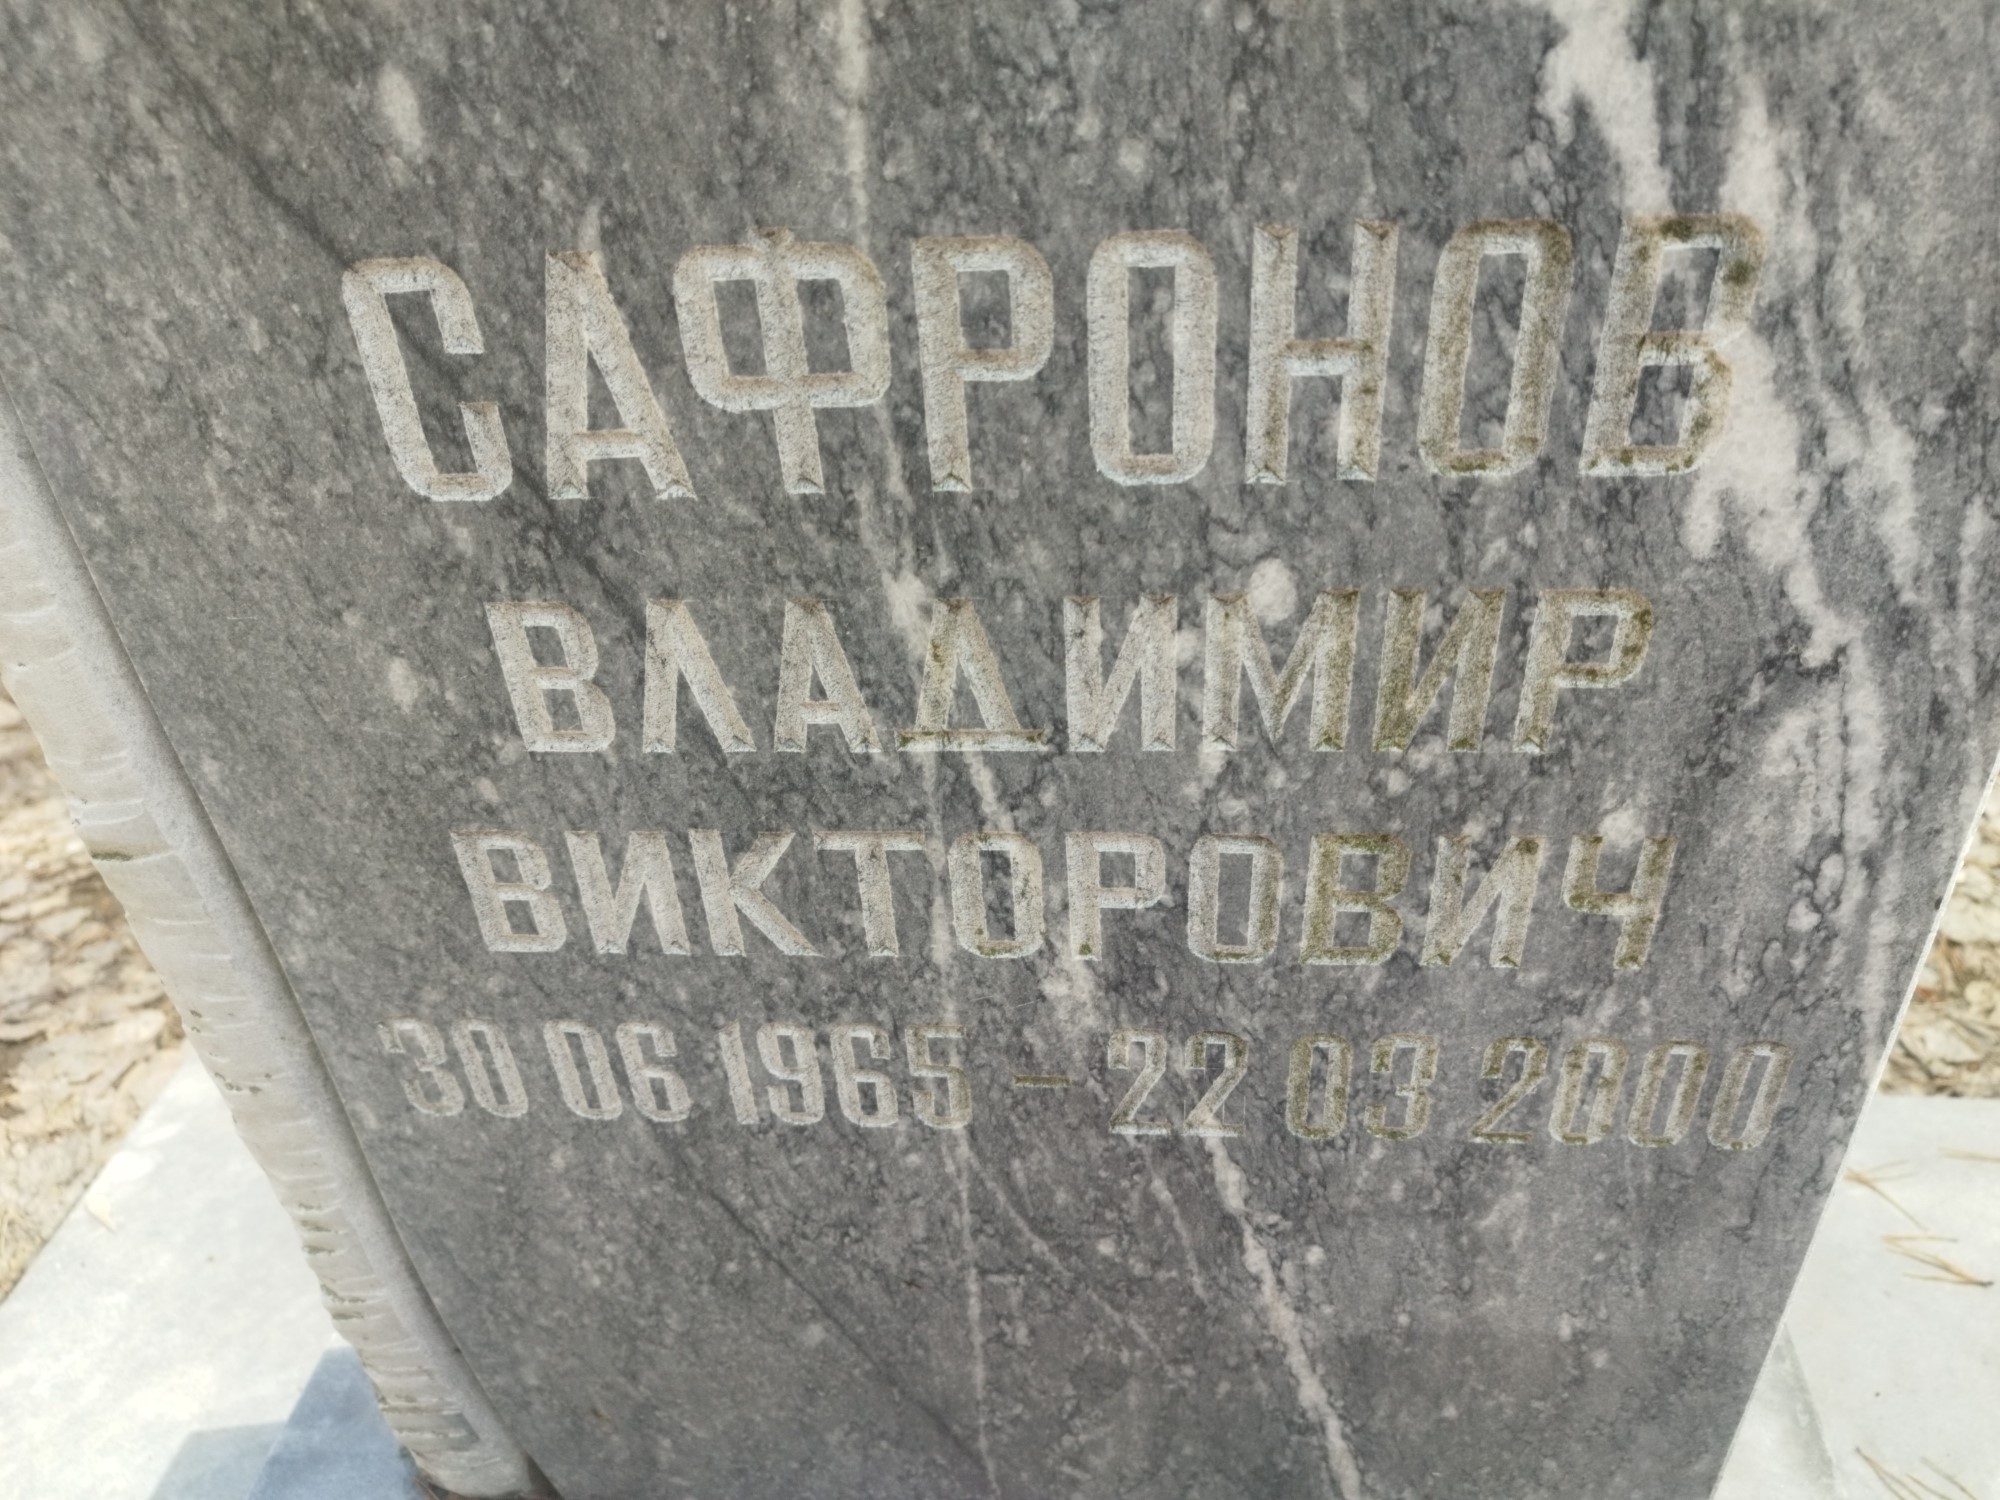 САФРОНОВ
ВЛАДИМИР
ВИКТОРОВИЧ
30 06 1965 - 22 03 2000